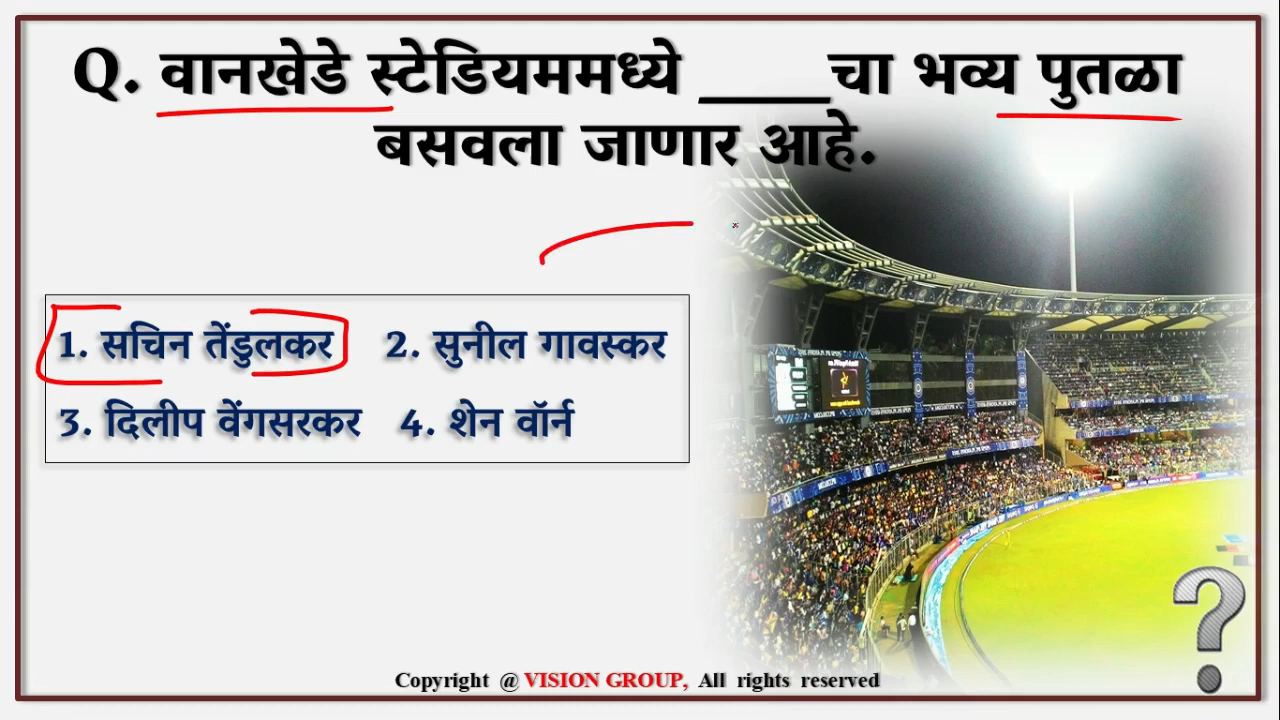 Q. वानखेडे स्टेडियममध्ये ____चा भव्य पुतळा
बसवला जाणार आहे.
1. सचिन तेंडुलकर 2. सुनील गावस्कर
3. दिलीप वेंगसरकर 4. शेन वॉर्न
Copyright @ VISION GROUP, All rights reserved